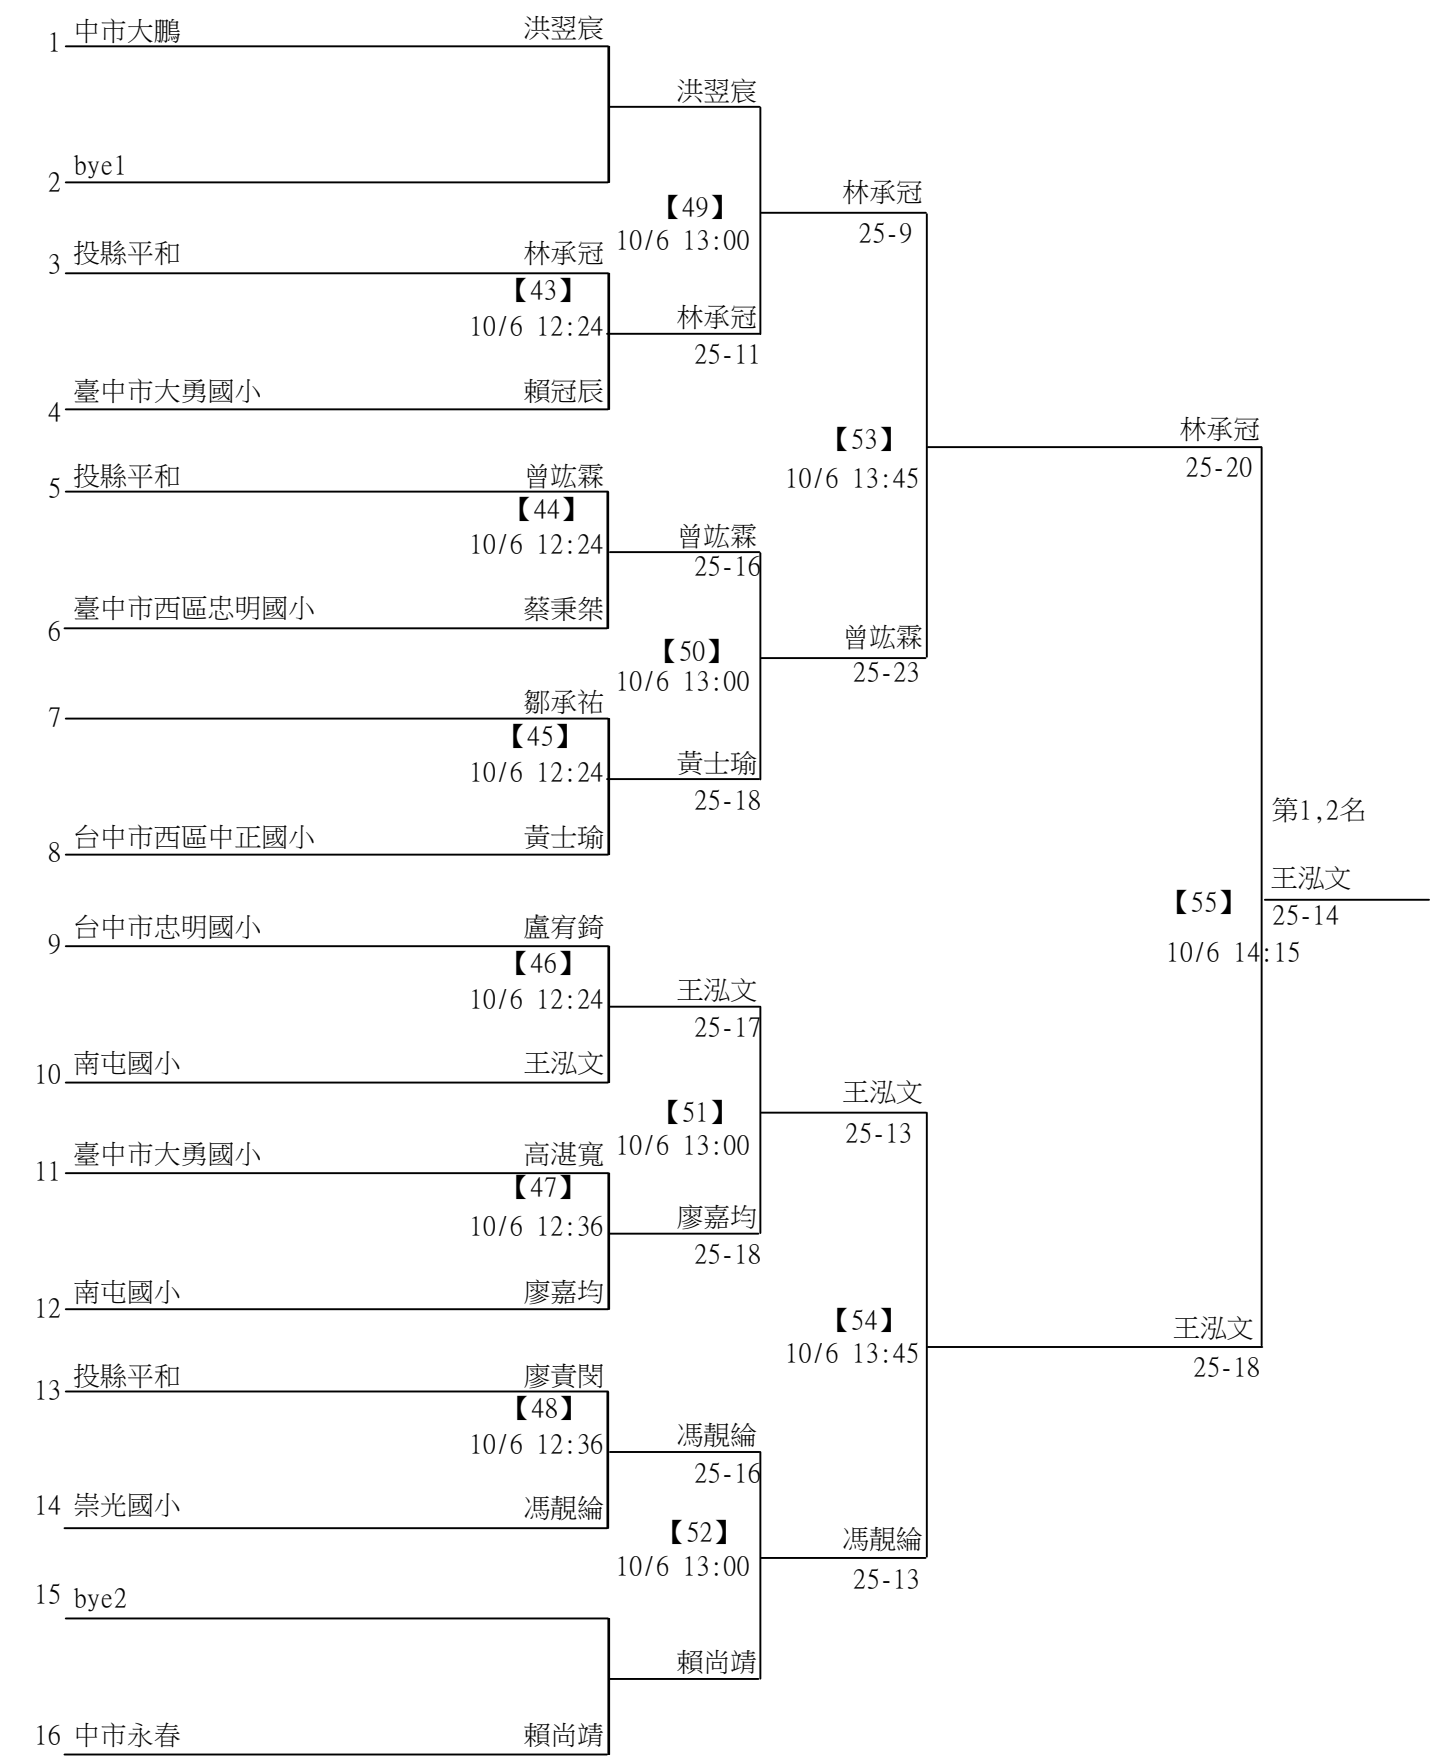 1 中市大鵬 洪翌宸
洪翌宸
2 bye1
【49】
10/6 13:00
林承冠
25-9
3 投縣平和 林承冠
【43】
10/6 12:24
林承冠
25-11
4 臺中市大勇國小 賴冠辰
【53】
10/6 13:45
林承冠
25-20
5 投縣平和 曾竑霖
【44】
10/6 12:24
曾竑霖
25-16
6 臺中市西區忠明國小 蔡秉桀
【50】
10/6 13:00
曾竑霖
25-23
7 鄒承祐
【45】
10/6 12:24
黃士瑜
25-18
8 台中市西區中正國小 黃士瑜
第1,2名
【55】
10/6 14:15
王泓文
25-14
9 台中市忠明國小 盧宥錡
【46】
10/6 12:24
王泓文
25-17
10 南屯國小 王泓文
【51】
10/6 13:00
王泓文
25-13
11 臺中市大勇國小 高湛寬
【47】
10/6 12:36
廖嘉均
25-18
12 南屯國小 廖嘉均
【54】
10/6 13:45
王泓文
25-18
13 投縣平和 廖責閔
【48】
10/6 12:36
馮靚綸
25-16
14 崇光國小 馮靚綸
【52】
10/6 13:00
馮靚綸
25-13
15 bye2
賴尚靖
16 中市永春 賴尚靖